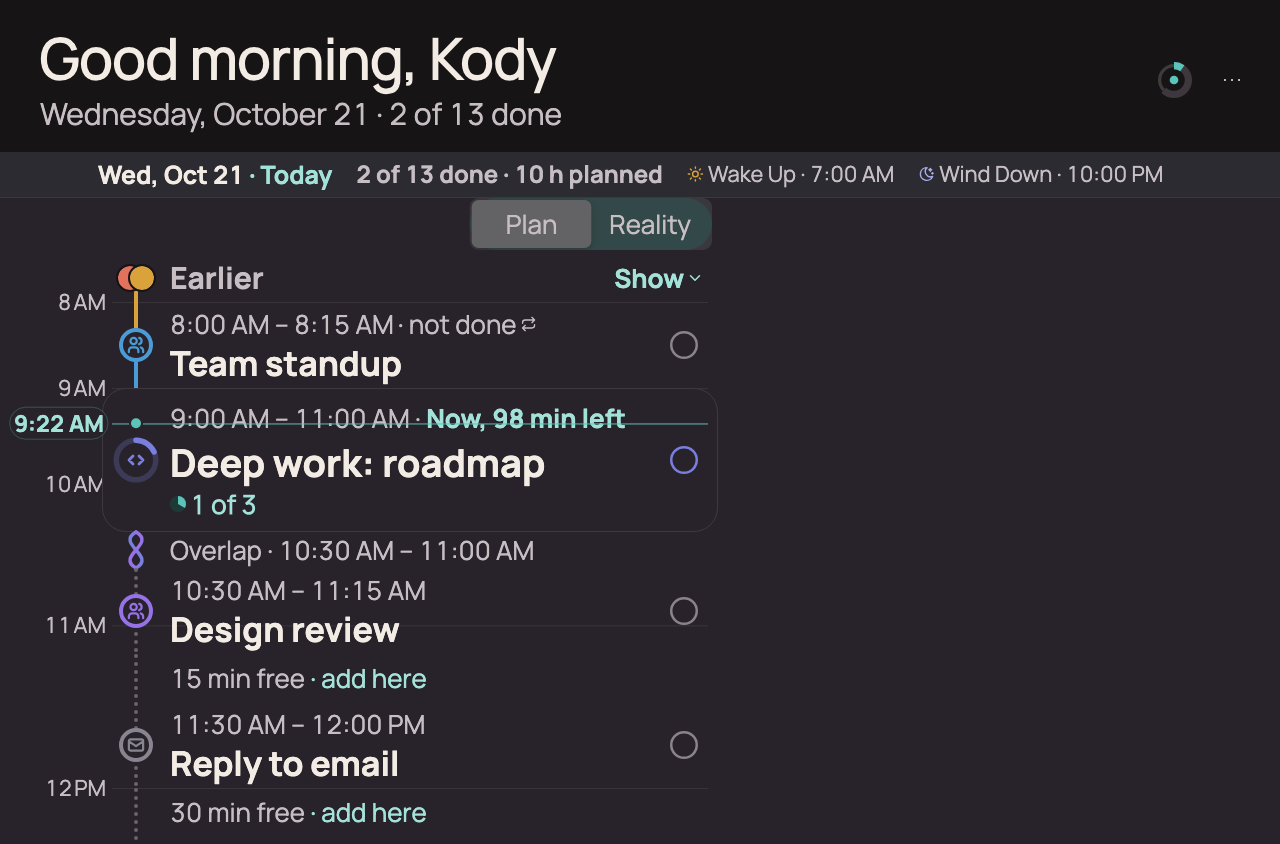 Good morning, Kody
Wednesday, October 21 · 2 of 13 done
···
Wed, Oct 21 · Today 2 of 13 done · 10 h planned Wake Up · 7:00 AM Wind Down · 10:00 PM
Plan Reality
Earlier Show
8 AM
8:00 AM – 8:15 AM · not done
Team standup
9 AM
9:00 AM – 11:00 AM · Now, 98 min left
9:22 AM
Deep work: roadmap
10 AM
1 of 3
Overlap · 10:30 AM – 11:00 AM
10:30 AM – 11:15 AM
11 AM
Design review
15 min free · add here
11:30 AM – 12:00 PM
Reply to email
12 PM
30 min free · add here